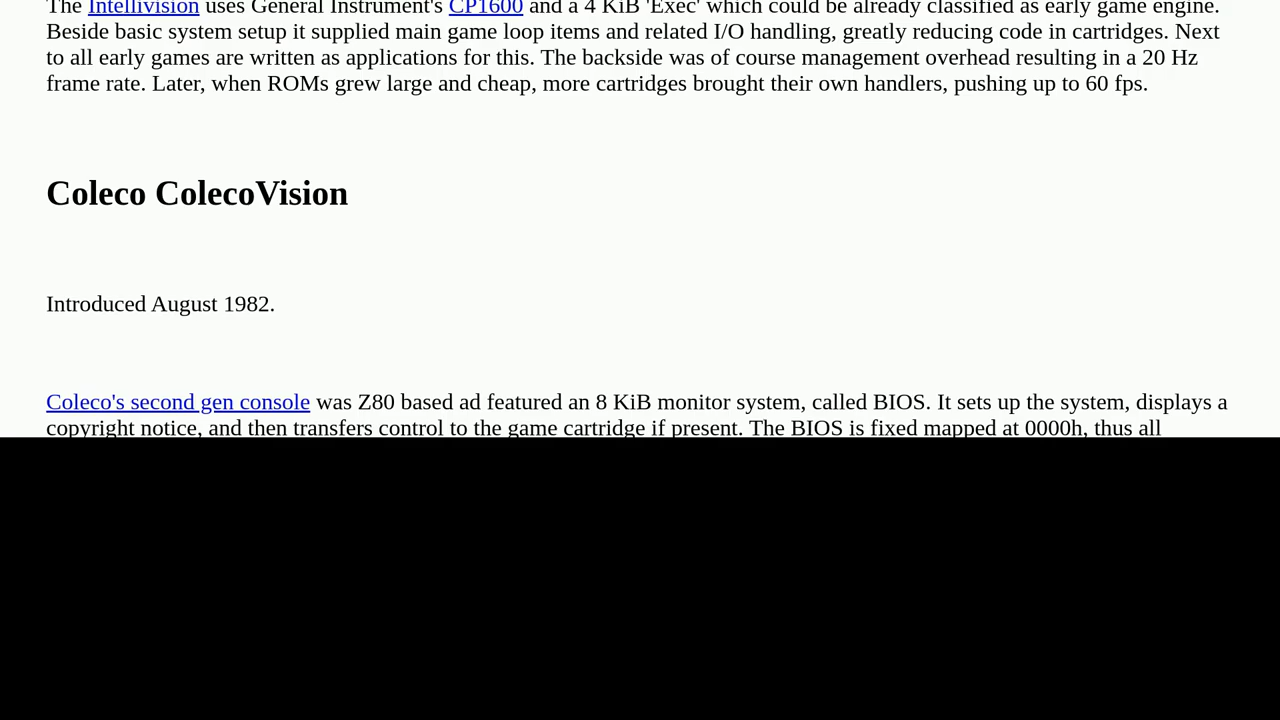 The Intellivision uses General Instrument's CP1600 and a 4 KiB 'Exec' which could be already classified as early game engine.
Beside basic system setup it supplied main game loop items and related I/O handling, greatly reducing code in cartridges. Next
to all early games are written as applications for this. The backside was of course management overhead resulting in a 20 Hz
frame rate. Later, when ROMs grew large and cheap, more cartridges brought their own handlers, pushing up to 60 fps.
Coleco ColecoVision
Introduced August 1982.
Coleco's second gen console was Z80 based ad featured an 8 KiB monitor system, called BIOS. It sets up the system, displays a
copyright notice, and then transfers control to the game cartridge if present. The BIOS is fixed mapped at 0000h, thus all